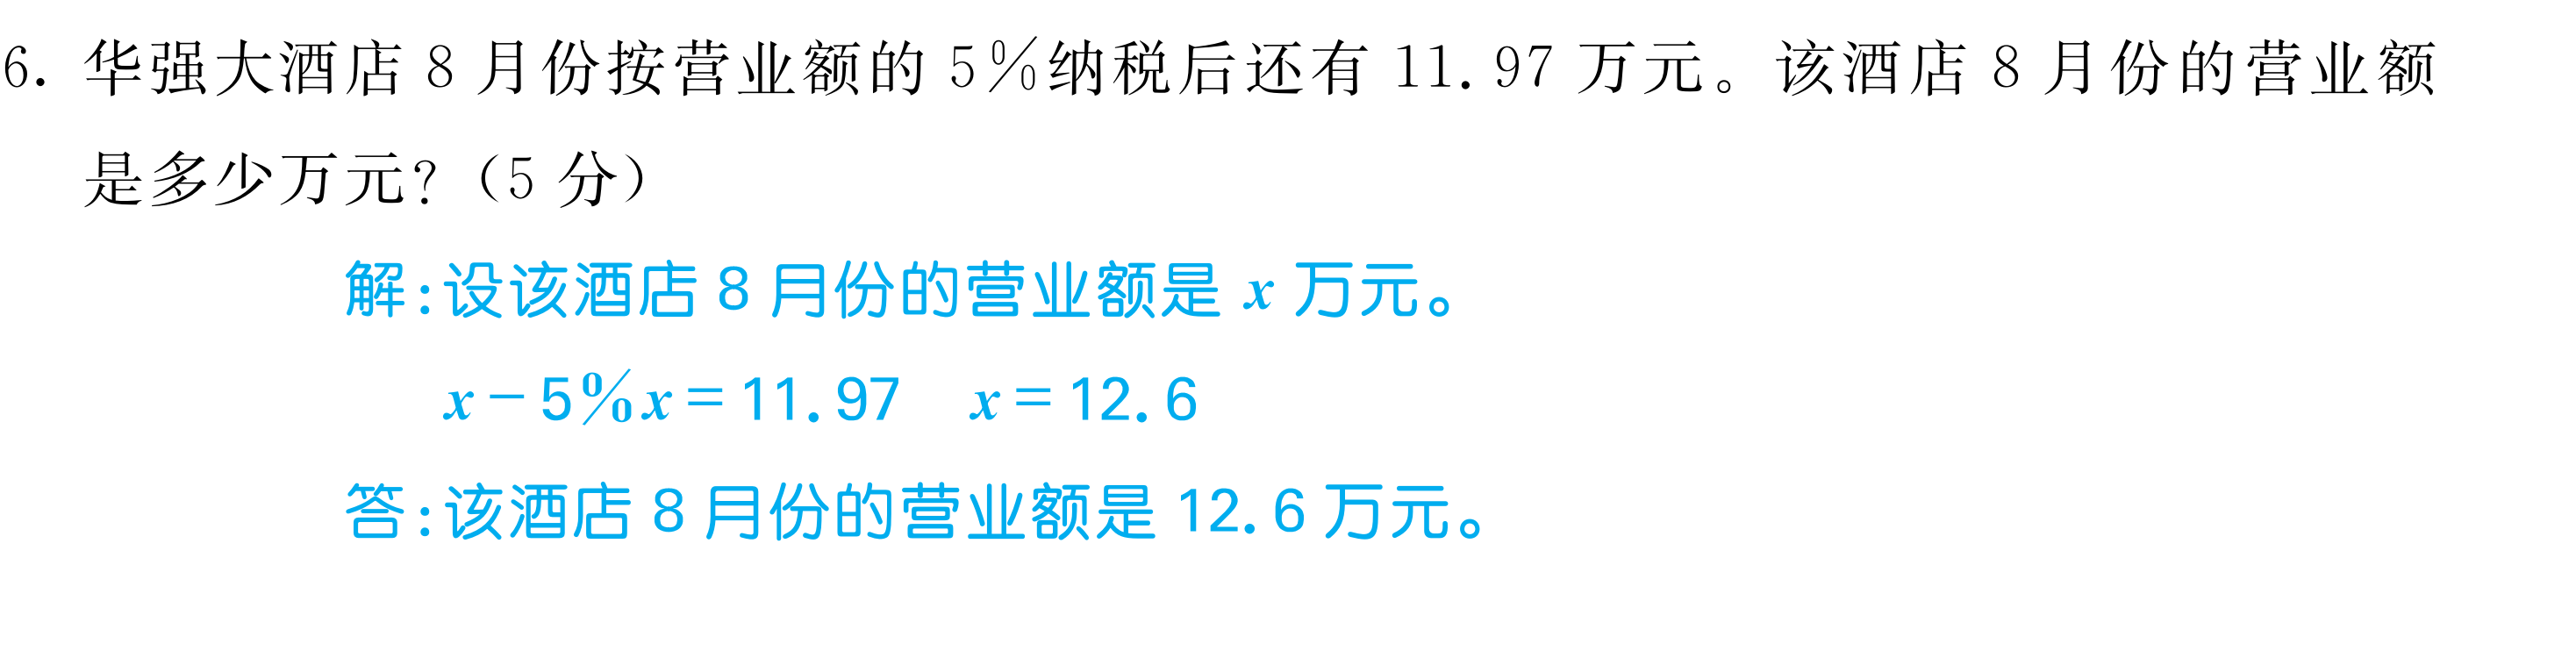 6. 华强大酒店 8 月份按营业额的 5%纳税后还有 11.97 万元。该酒店 8 月份的营业额
是多少万元?（5 分）
解:设该酒店 8 月份的营业额是 x 万元。
x－5%x＝11.97　x＝12.6
答:该酒店 8 月份的营业额是 12.6 万元。